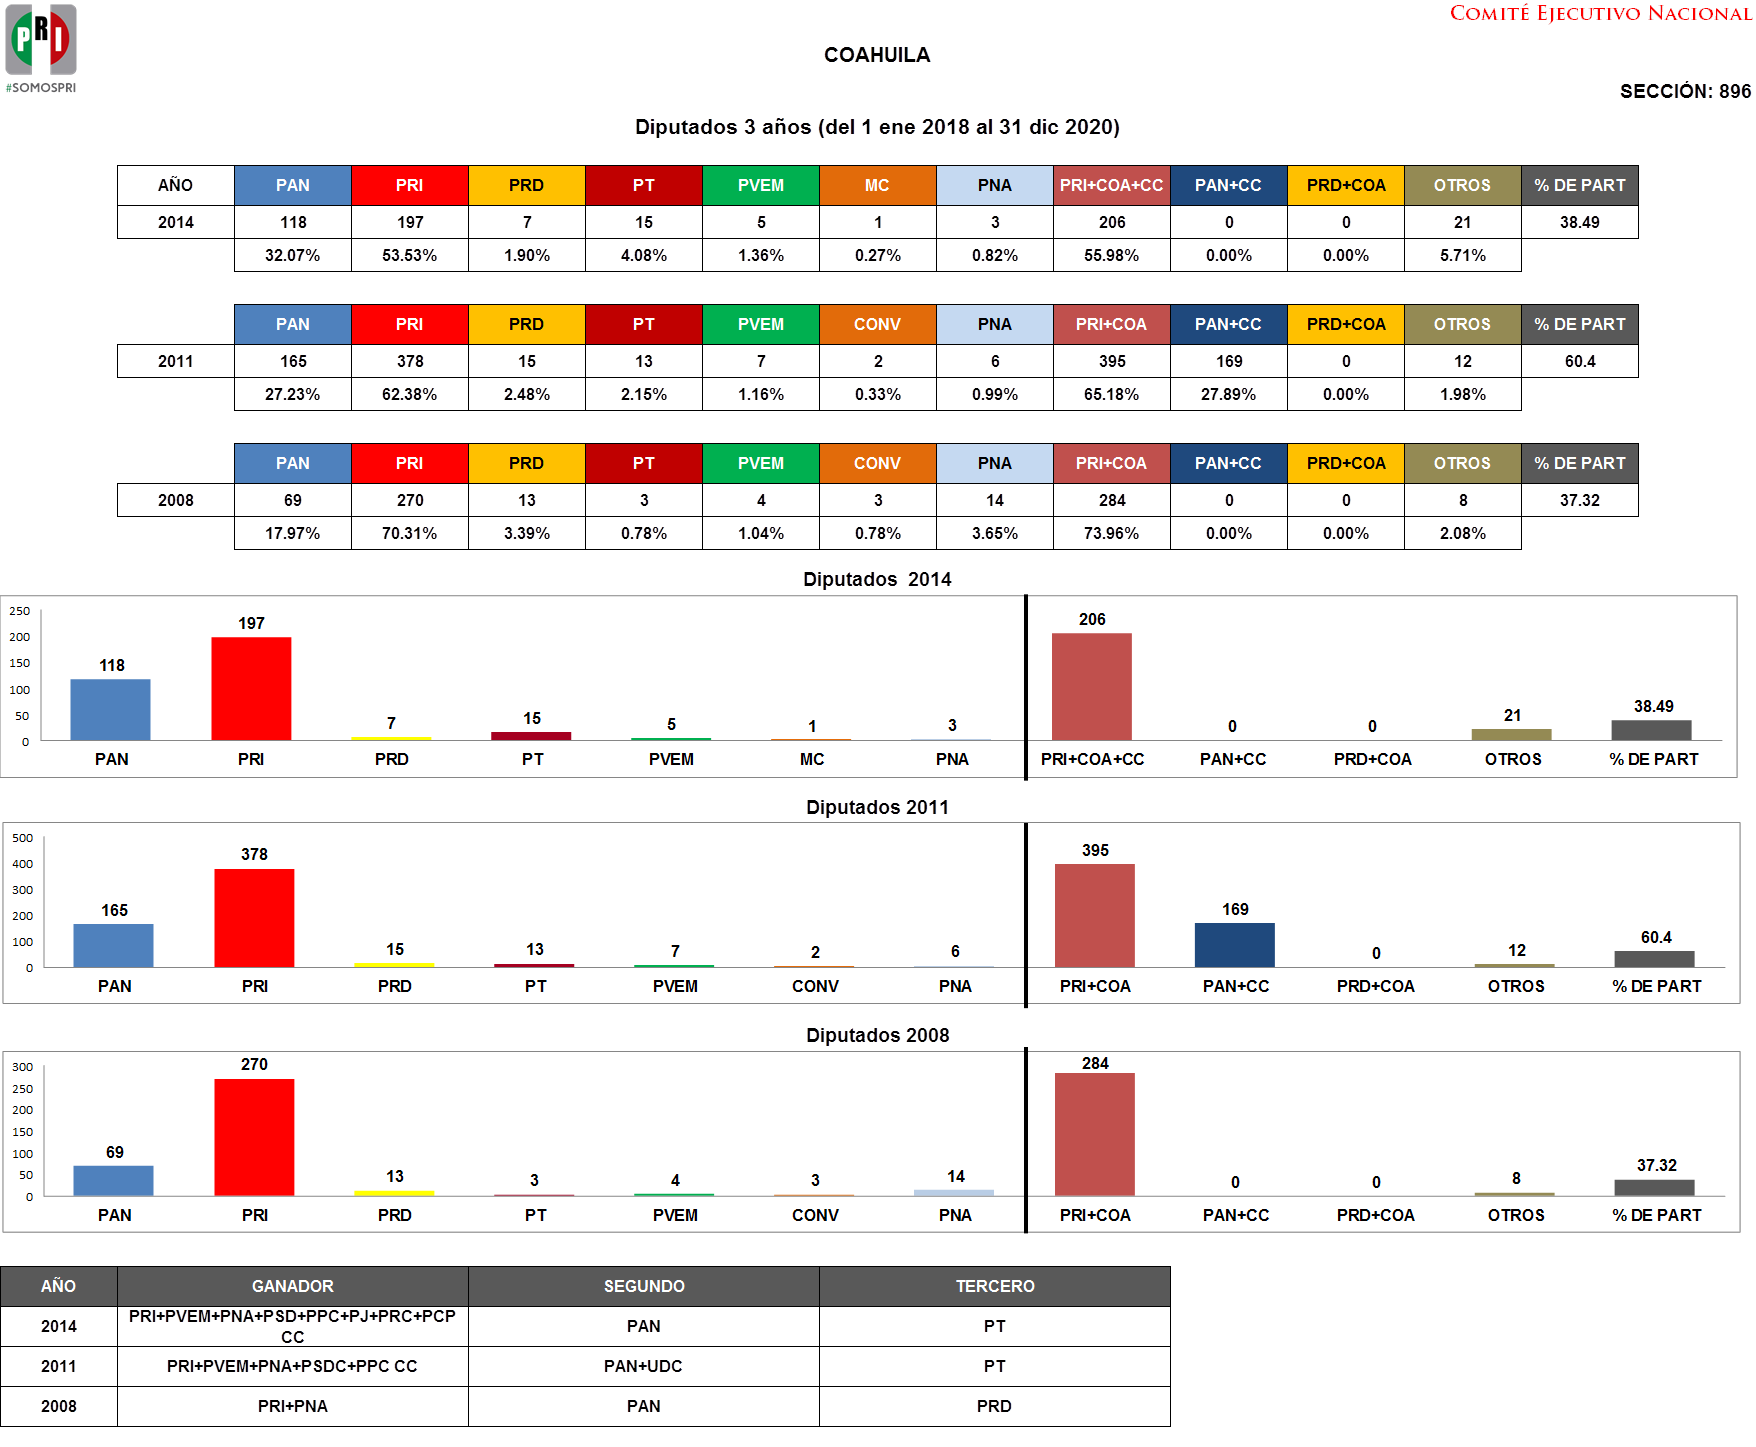 PRI
#SOMOSPRI
COMITÉ EJECUTIVO NACIONAL
COAHUILA
SECCIÓN: 896
Diputados 3 años (del 1 ene 2018 al 31 dic 2020)
AÑO PAN PRI PRD PT PVEM MC PNA PRI+COA+CC PAN+CC PRD+COA OTROS % DE PART
2014 118 197 7 15 5 1 3 206 0 0 21 38.49
32.07% 53.53% 1.90% 4.08% 1.36% 0.27% 0.82% 55.98% 0.00% 0.00% 5.71%
PAN PRI PRD PT PVEM CONV PNA PRI+COA PAN+CC PRD+COA OTROS % DE PART
2011 165 378 15 13 7 2 6 395 169 0 12 60.4
27.23% 62.38% 2.48% 2.15% 1.16% 0.33% 0.99% 65.18% 27.89% 0.00% 1.98%
PAN PRI PRD PT PVEM CONV PNA PRI+COA PAN+CC PRD+COA OTROS % DE PART
2008 69 270 13 3 4 3 14 284 0 0 8 37.32
17.97% 70.31% 3.39% 0.78% 1.04% 0.78% 3.65% 73.96% 0.00% 0.00% 2.08%
Diputados 2014
250
200
150
100
50
0
118 197 7 15 5 1 3 206 0 0 21 38.49
PAN PRI PRD PT PVEM MC PNA PRI+COA+CC PAN+CC PRD+COA OTROS % DE PART
Diputados 2011
500
400
300
200
100
0
165 378 15 13 7 2 6 395 169 0 12 60.4
PAN PRI PRD PT PVEM CONV PNA PRI+COA PAN+CC PRD+COA OTROS % DE PART
Diputados 2008
300
250
200
150
100
50
0
69 270 13 3 4 3 14 284 0 0 8 37.32
PAN PRI PRD PT PVEM CONV PNA PRI+COA PAN+CC PRD+COA OTROS % DE PART
AÑO GANADOR SEGUNDO TERCERO
2014 PRI+PVEM+PNA+PSD+PPC+PJ+PRC+PCP CC PAN PT
2011 PRI+PVEM+PNA+PSDC+PPC CC PAN+UDC PT
2008 PRI+PNA PAN PRD